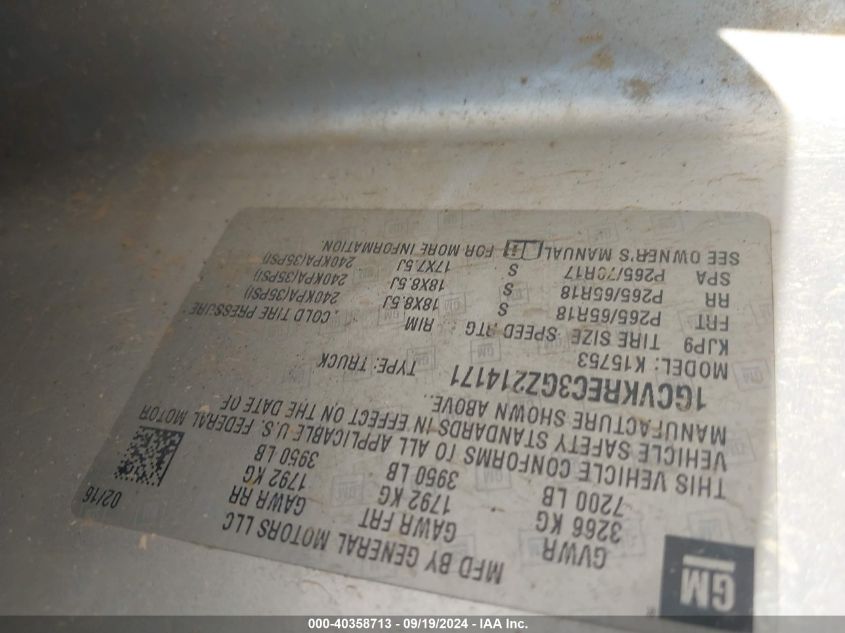 GM
MFD BY GENERAL MOTORS LLC
02/16
GVWR GAWR FRT GAWR RR
3266 KG 1792 KG 1792 KG
7200 LB 3950 LB 3950 LB
THIS VEHICLE CONFORMS TO ALL APPLICABLE U.S. FEDERAL MOTOR
VEHICLE SAFETY STANDARDS IN EFFECT ON THE DATE OF
MANUFACTURE SHOWN ABOVE.
1GCVKREC3GZ214171 TYPE: TRUCK
MODEL: K15753
KJP9 TIRE SIZE SPEED RTG RIM COLD TIRE PRESSURE
FRT P265/65R18 S 18X8.5J 240KPA(35PSI)
RR P265/65R18 S 18X8.5J 240KPA(35PSI)
SPA P265/70R17 S 17X7.5J 240KPA(35PSI)
SEE OWNER'S MANUAL FOR MORE INFORMATION.
000-40358713 - 09/19/2024 - IAA Inc.